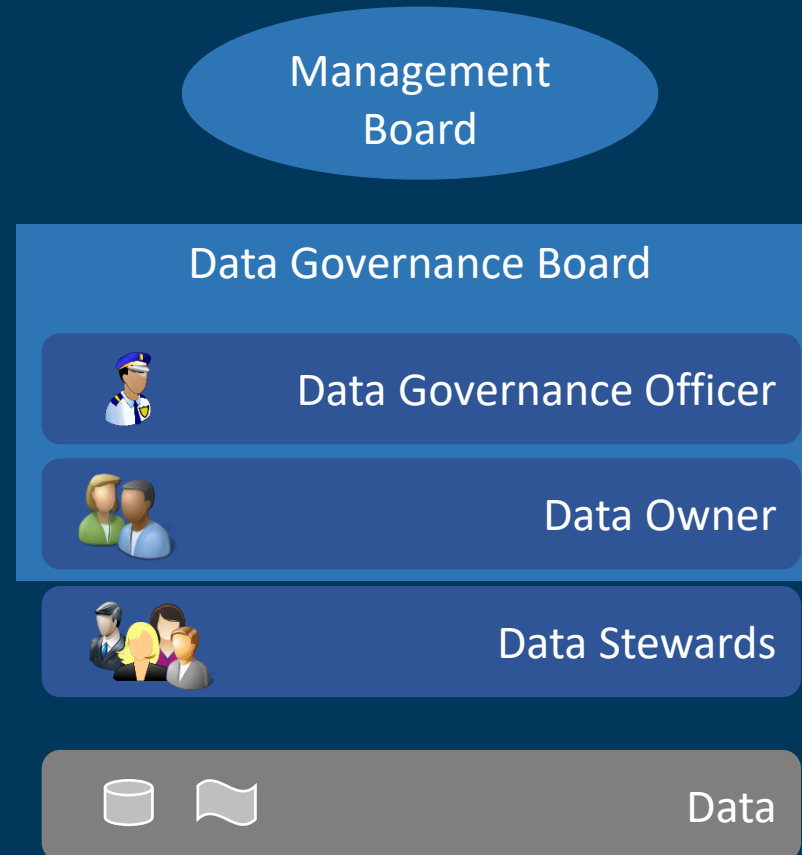 Management
Board
Data Governance Board
Data Governance Officer
Data Owner
Data Stewards
Data